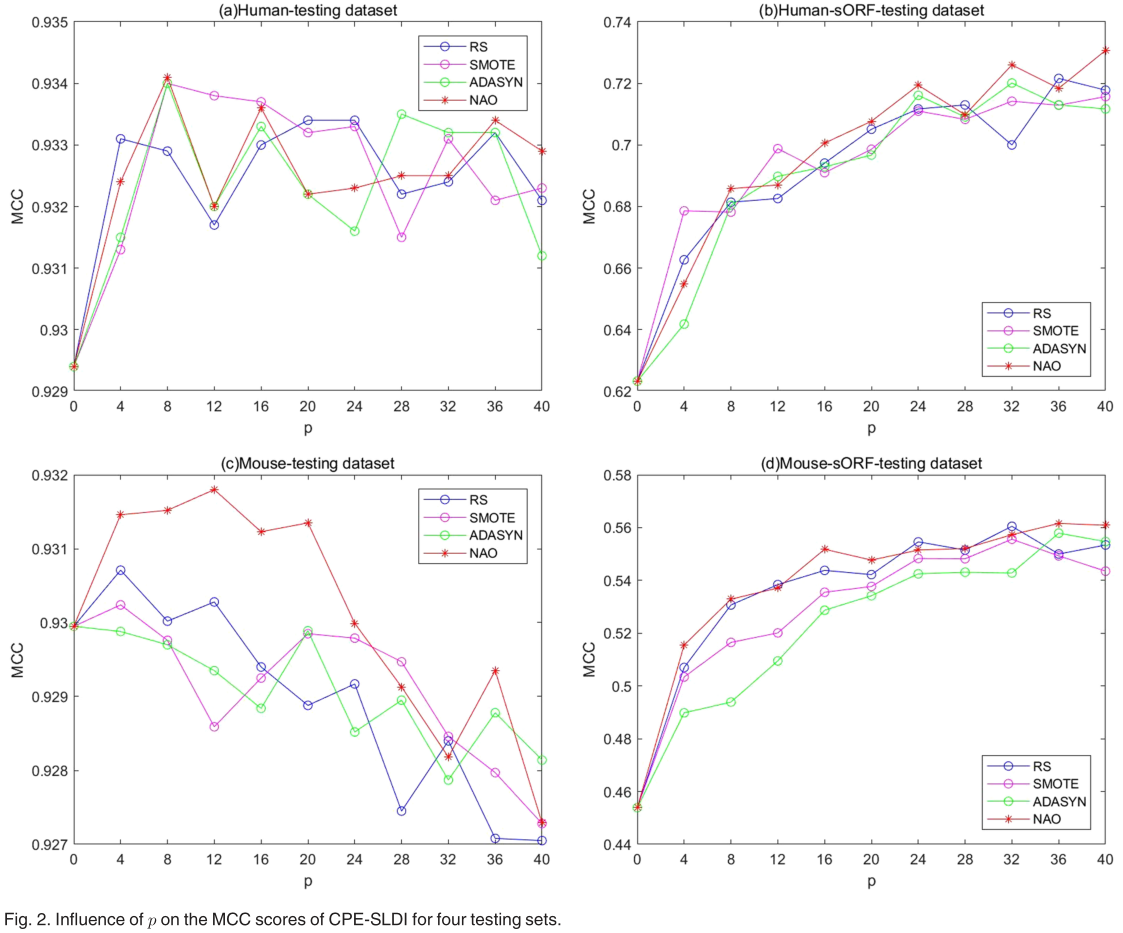 (a)Human-testing dataset
0.935
0.934
0.933
0.932
0.931
0.93
0.929
MCC
0 4 8 12 16 20 24 28 32 36 40
p
RS
SMOTE
ADASYN
NAO
(b)Human-sORF-testing dataset
0.74
0.72
0.7
0.68
0.66
0.64
0.62
MCC
0 4 8 12 16 20 24 28 32 36 40
p
RS
SMOTE
ADASYN
NAO
(c)Mouse-testing dataset
0.932
0.931
0.93
0.929
0.928
0.927
MCC
0 4 8 12 16 20 24 28 32 36 40
p
RS
SMOTE
ADASYN
NAO
(d)Mouse-sORF-testing dataset
0.58
0.56
0.54
0.52
0.5
0.48
0.46
0.44
MCC
0 4 8 12 16 20 24 28 32 36 40
p
RS
SMOTE
ADASYN
NAO
Fig. 2. Influence of p on the MCC scores of CPE-SLDI for four testing sets.